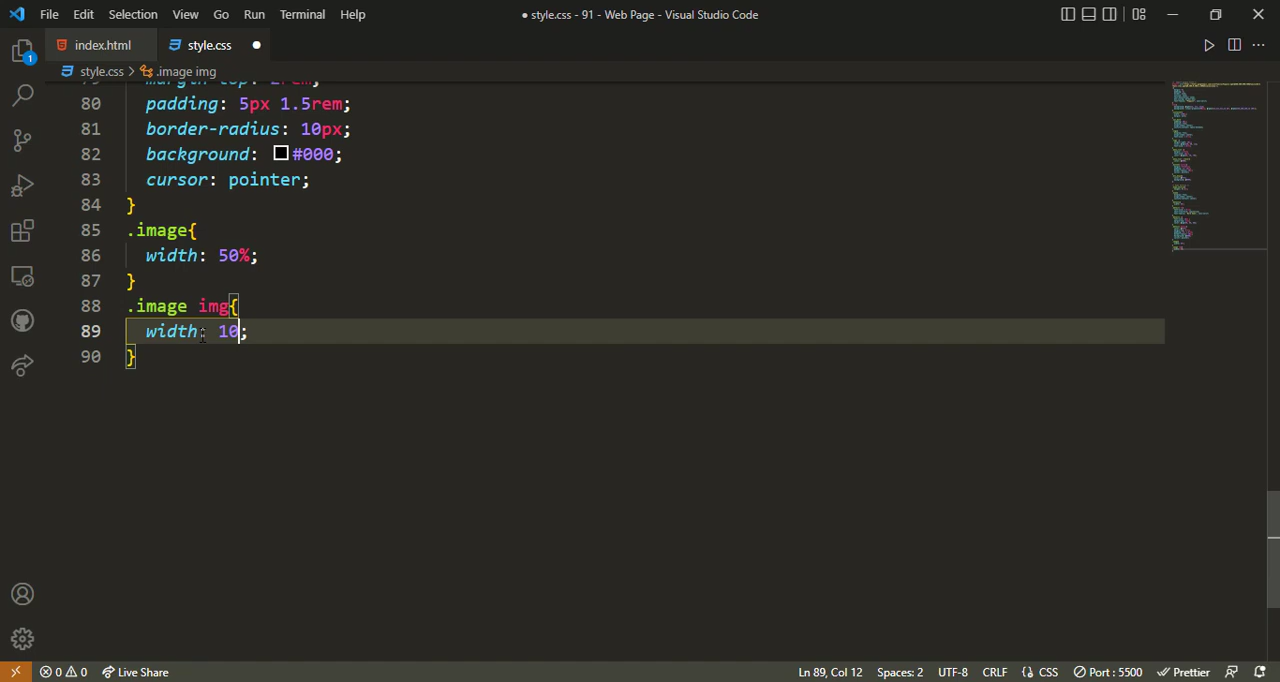 File Edit Selection View Go Run Terminal Help ● style.css - 91 - Web Page - Visual Studio Code
index.html style.css ●
style.css > .image img
80 padding: 5px 1.5rem;
81 border-radius: 10px;
82 background: #000;
83 cursor: pointer;
84 }
85 .image{
86 width: 50%;
87 }
88 .image img{
89 width: 10;
90 }
1
0 0 Live Share Ln 89, Col 12 Spaces: 2 UTF-8 CRLF {} CSS Port : 5500 Prettier